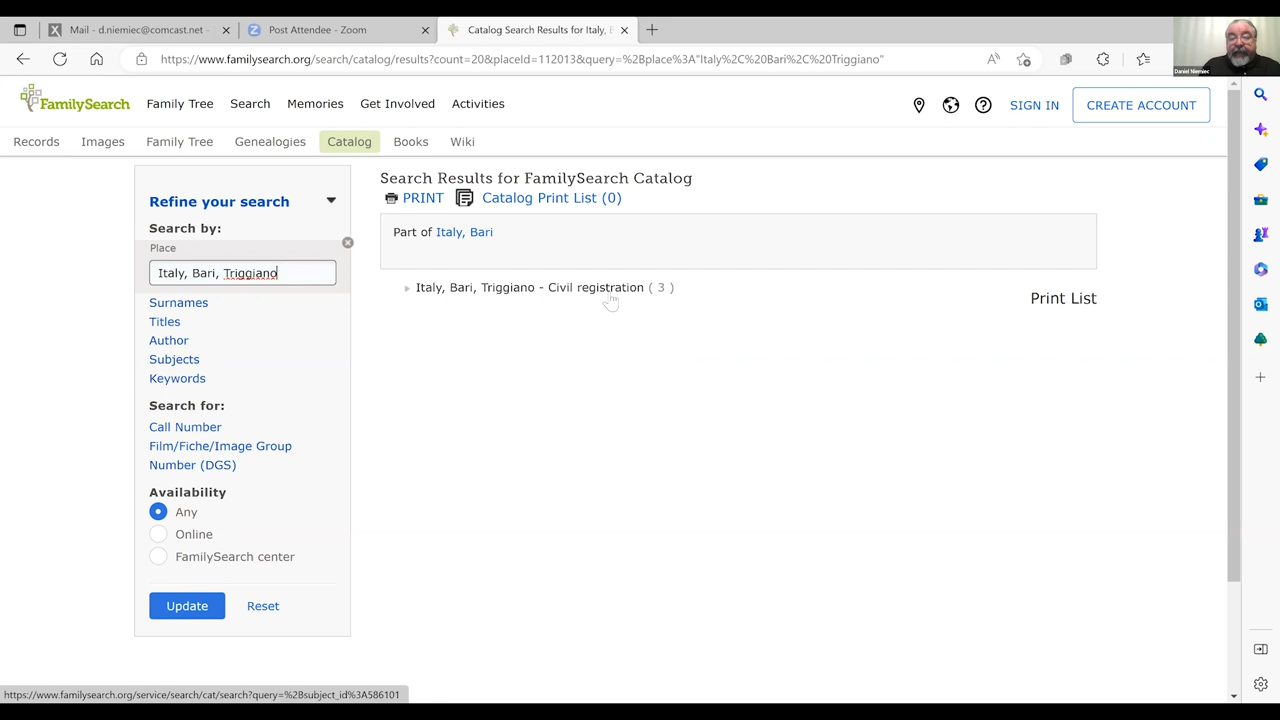 Mail - d.niemiec@comcast.net -
Post Attendee - Zoom
Catalog Search Results for Italy, B
https://www.familysearch.org/search/catalog/results?count=20&placeId=112013&query=%2Bplace%3A"Italy%2C%20Bari%2C%20Triggiano"
Daniel Niemiec
FamilySearch
Family Tree
Search
Memories
Get Involved
Activities
SIGN IN
CREATE ACCOUNT
Records
Images
Family Tree
Genealogies
Catalog
Books
Wiki
Refine your search
Search by:
Place
Italy, Bari, Triggiano
Surnames
Titles
Author
Subjects
Keywords
Search for:
Call Number
Film/Fiche/Image Group
Number (DGS)
Availability
Any
Online
FamilySearch center
Update
Reset
Search Results for FamilySearch Catalog
PRINT
Catalog Print List (0)
Part of Italy, Bari
Italy, Bari, Triggiano - Civil registration ( 3 )
Print List
https://www.familysearch.org/service/search/cat/search?query=%2Bsubject_id%3A586101